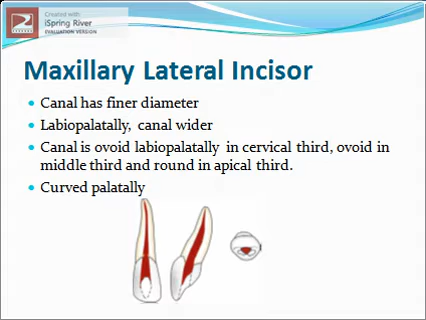 Created with:
iSpring River
EVALUATION VERSION
Maxillary Lateral Incisor
Canal has finer diameter
Labiopalatally, canal wider
Canal is ovoid labiopalatally in cervical third, ovoid in
middle third and round in apical third.
Curved palatally